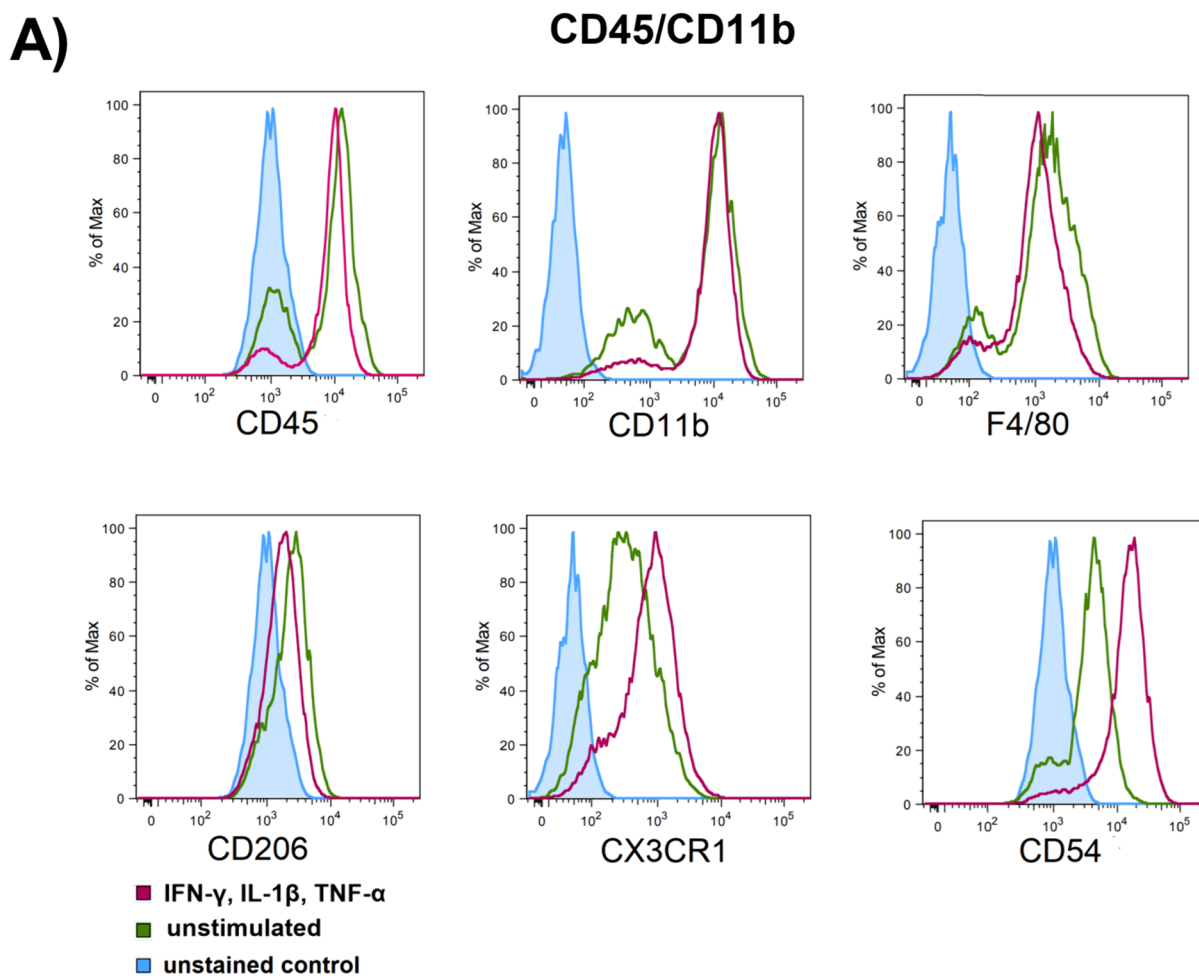 A)
CD45/CD11b
% of Max
100
80
60
40
20
0
0 10² 10³ 10⁴ 10⁵
CD45
% of Max
100
80
60
40
20
0
0 10² 10³ 10⁴ 10⁵
CD11b
% of Max
100
80
60
40
20
0
0 10² 10³ 10⁴ 10⁵
F4/80
% of Max
100
80
60
40
20
0
0 10² 10³ 10⁴ 10⁵
CD206
% of Max
100
80
60
40
20
0
0 10² 10³ 10⁴ 10⁵
CX3CR1
% of Max
100
80
60
40
20
0
0 10² 10³ 10⁴ 10⁵
CD54
IFN-γ, IL-1β, TNF-α
unstimulated
unstained control